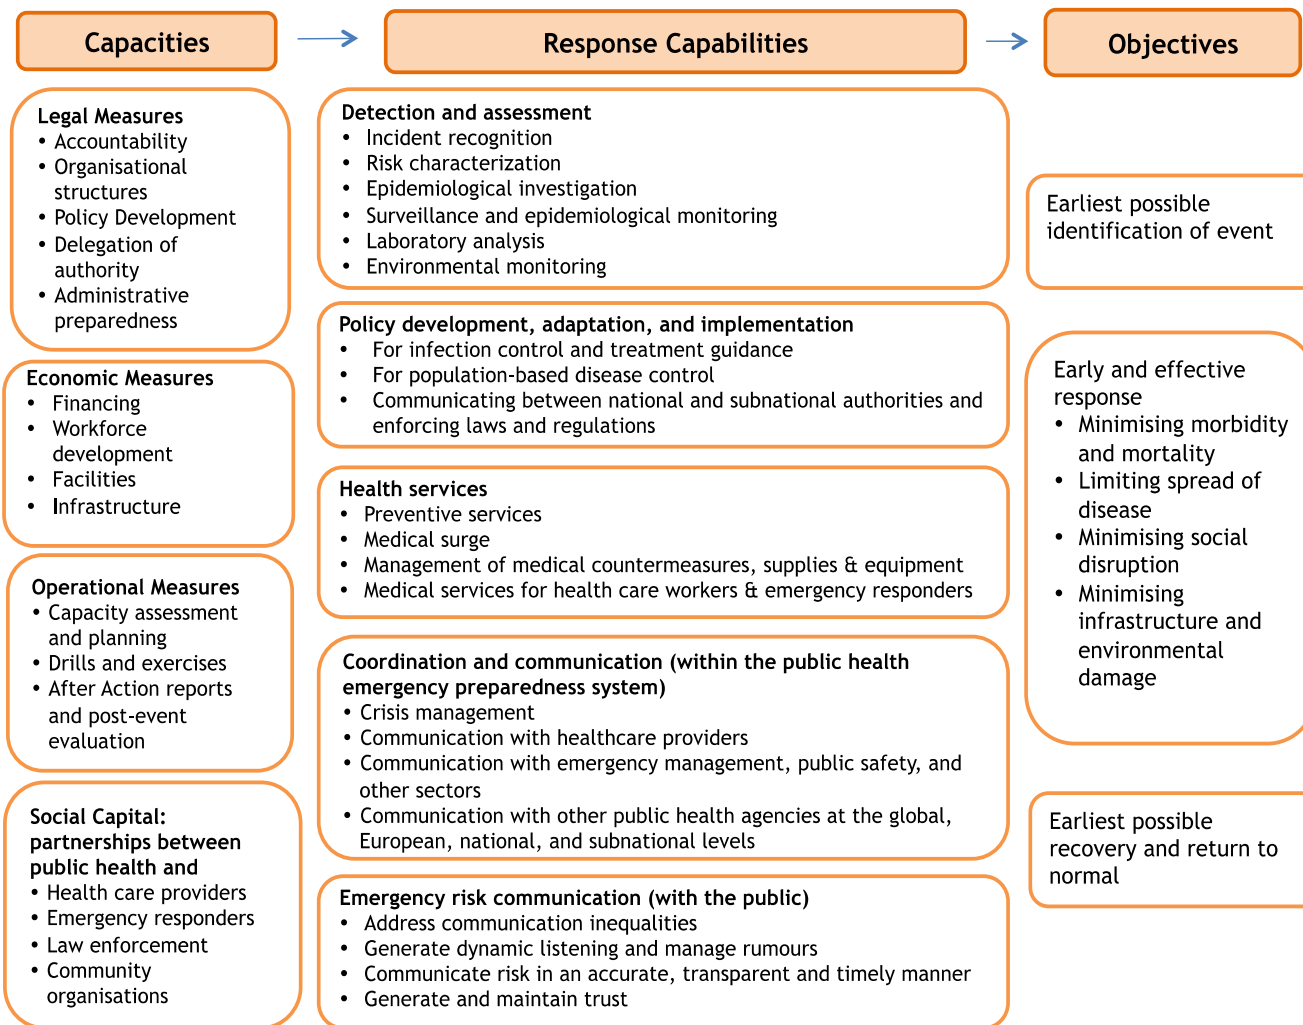 Capacities
Response Capabilities
Objectives
Legal Measures
• Accountability
• Organisational
structures
• Policy Development
• Delegation of
authority
• Administrative
preparedness
Economic Measures
• Financing
• Workforce
development
• Facilities
• Infrastructure
Operational Measures
• Capacity assessment
and planning
• Drills and exercises
• After Action reports
and post-event
evaluation
Social Capital:
partnerships between
public health and
• Health care providers
• Emergency responders
• Law enforcement
• Community
organisations
Detection and assessment
• Incident recognition
• Risk characterization
• Epidemiological investigation
• Surveillance and epidemiological monitoring
• Laboratory analysis
• Environmental monitoring
Policy development, adaptation, and implementation
• For infection control and treatment guidance
• For population-based disease control
• Communicating between national and subnational authorities and
enforcing laws and regulations
Health services
• Preventive services
• Medical surge
• Management of medical countermeasures, supplies & equipment
• Medical services for health care workers & emergency responders
Coordination and communication (within the public health
emergency preparedness system)
• Crisis management
• Communication with healthcare providers
• Communication with emergency management, public safety, and
other sectors
• Communication with other public health agencies at the global,
European, national, and subnational levels
Emergency risk communication (with the public)
• Address communication inequalities
• Generate dynamic listening and manage rumours
• Communicate risk in an accurate, transparent and timely manner
• Generate and maintain trust
Earliest possible
identification of event
Early and effective
response
• Minimising morbidity
and mortality
• Limiting spread of
disease
• Minimising social
disruption
• Minimising
infrastructure and
environmental
damage
Earliest possible
recovery and return to
normal